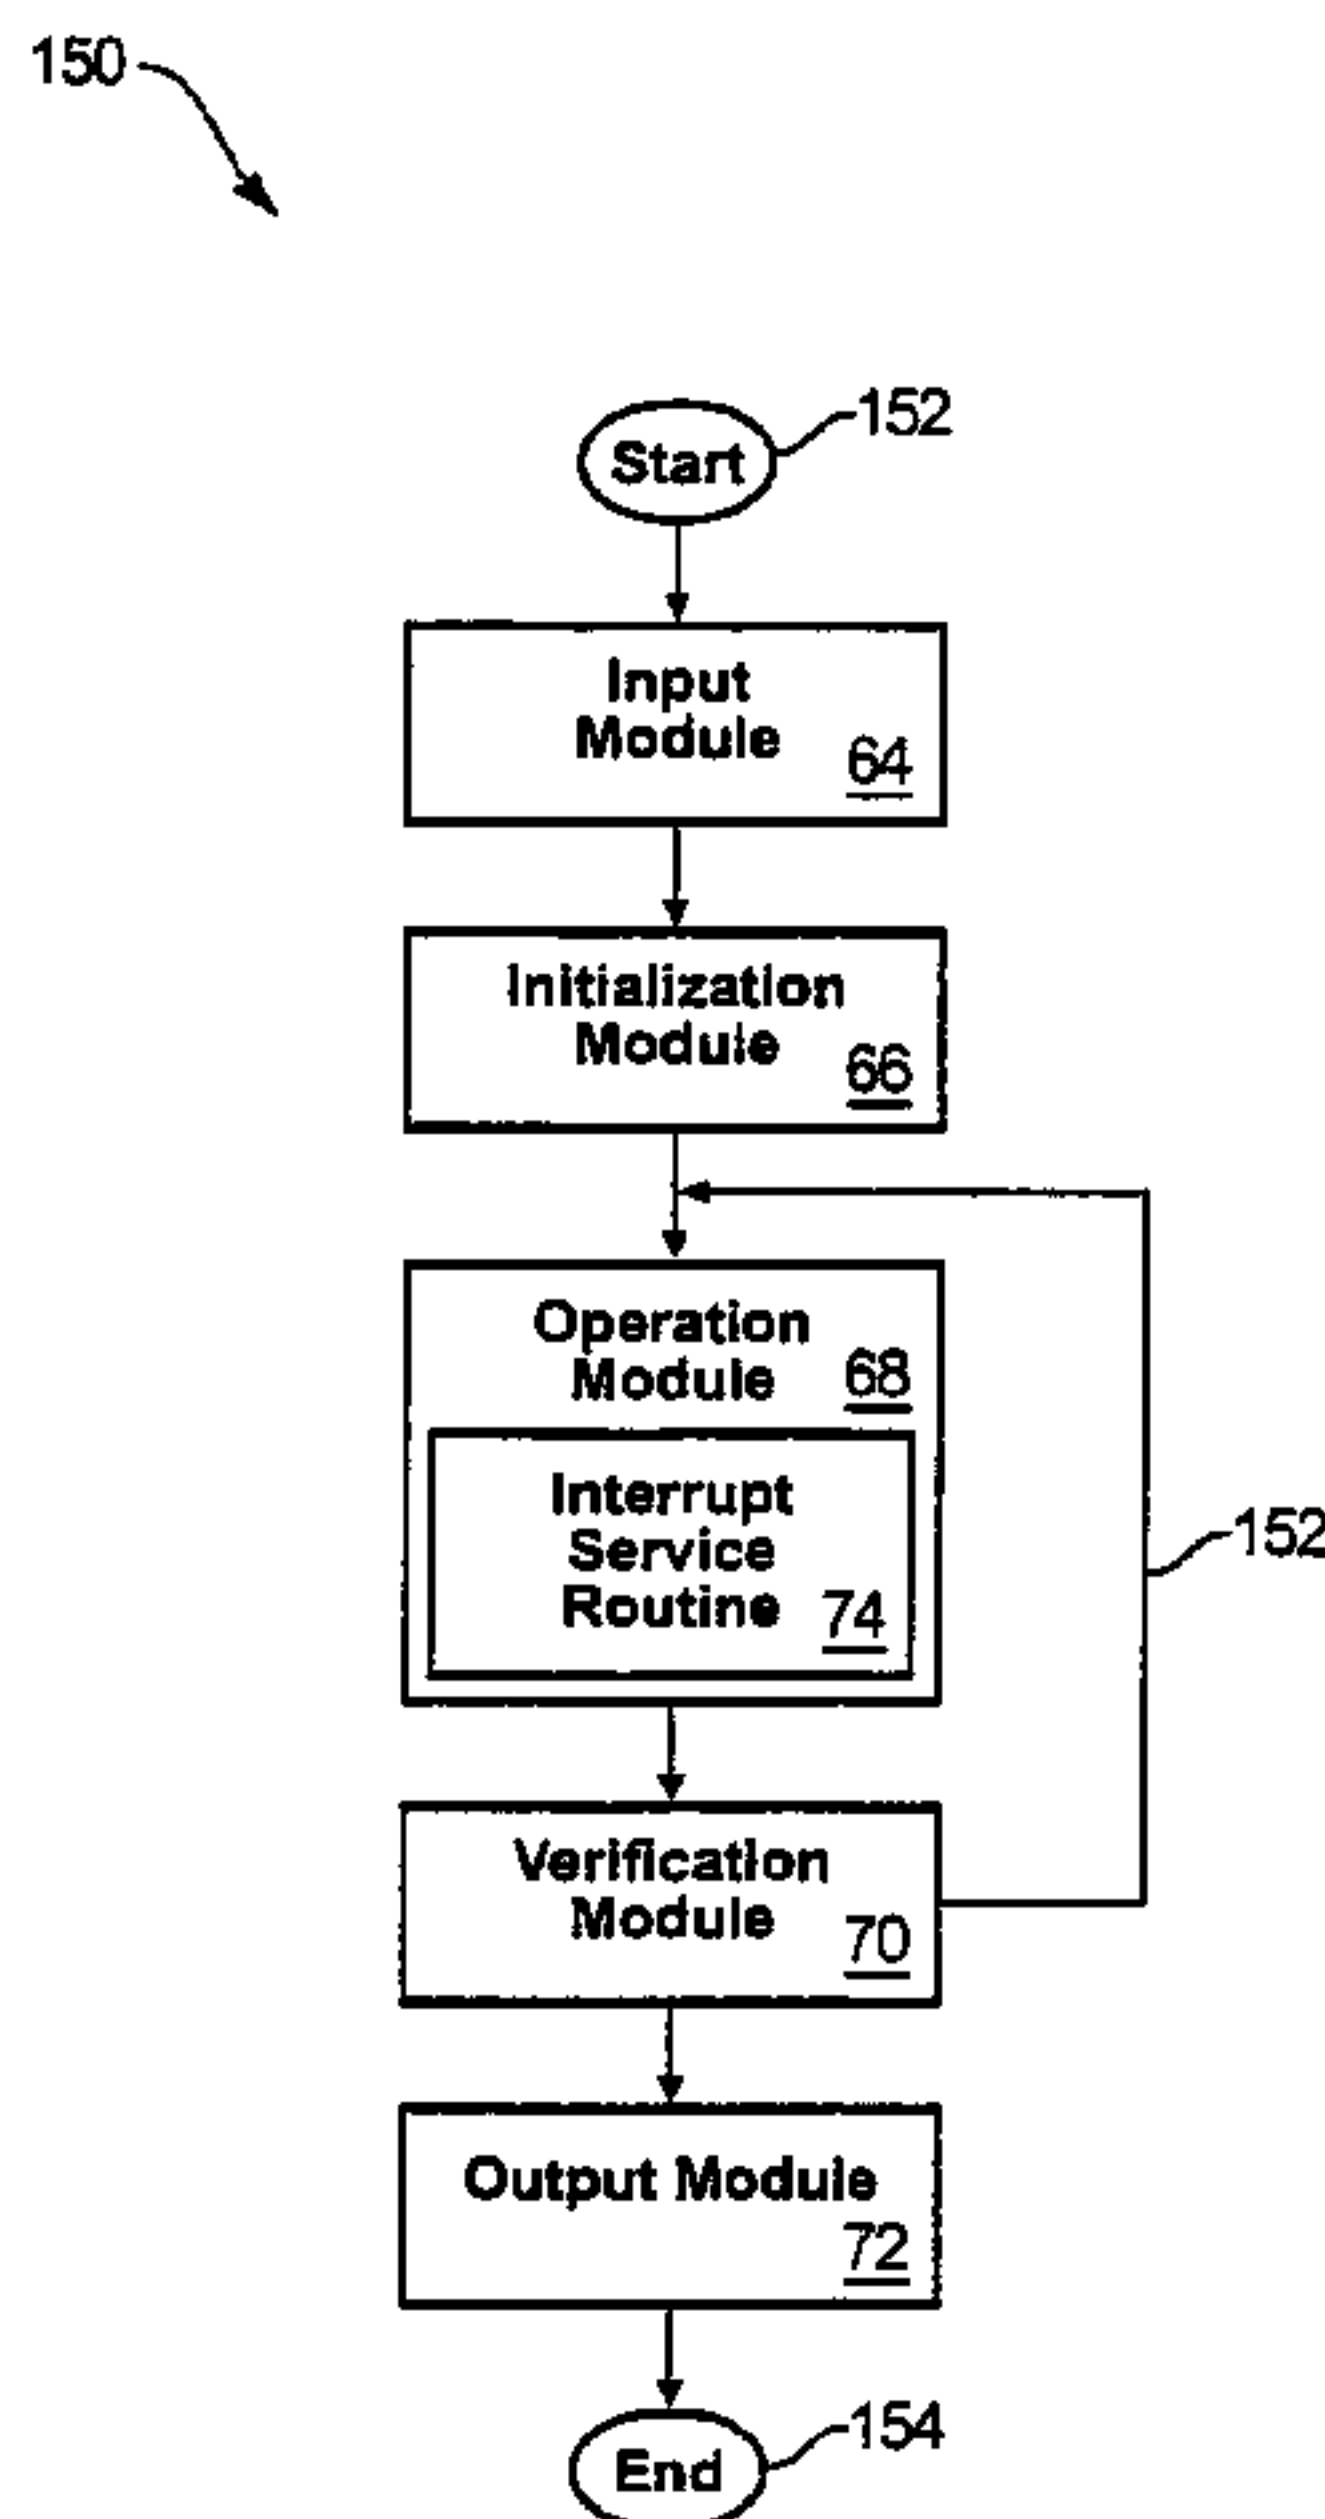 150
152
Start
Input
Module
64
Initialization
Module
66
Operation
Module
68
Interrupt
Service
Routine
74
152
Verification
Module
70
Output Module
72
154
End